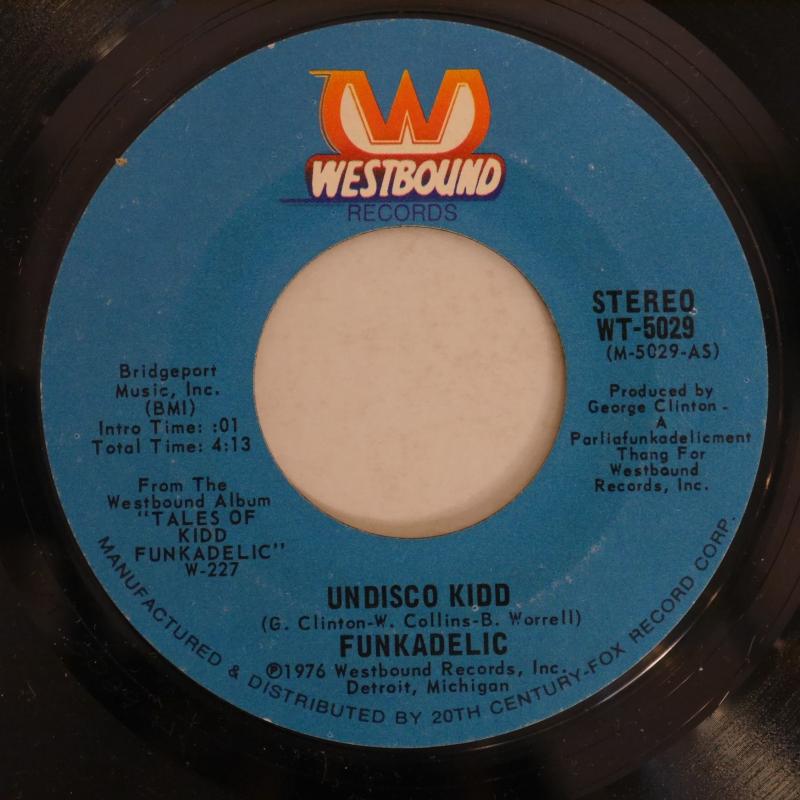 W
WESTBOUND
RECORDS
STEREO
WT-5029
(M-5029-AS)
Bridgeport
Music, Inc.
(BMI)
Intro Time: :01
Total Time: 4:13
From The
Westbound Album
"TALES OF
KIDD
FUNKADELIC"
W-227
Produced by
George Clinton -
A
Parliafunkadelicment
Thang For
Westbound
Records, Inc.
UNDISCO KIDD
(G. Clinton-W. Collins-B. Worrell)
FUNKADELIC
℗1976 Westbound Records, Inc.
Detroit, Michigan
MANUFACTURED & DISTRIBUTED BY 20TH CENTURY-FOX RECORD CORP.